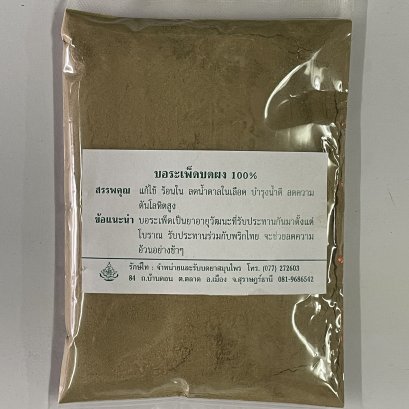 บอระเพ็ดบดผง 100%
สรรพคุณ แก้ไข้ ร้อนใน ลดน้ำตาลในเลือด บำรุงน้ำดี ลดความ
ดันโลหิตสูง
ข้อแนะนำ บอระเพ็ดเป็นยาอายุวัฒนะที่รับประทานกันมาตั้งแต่
โบราณ รับประทานร่วมกับพริกไทย จะช่วยลดความ
อ้วนอย่างช้าๆ
รักษ์ไท : จำหน่ายและรับบดยาสมุนไพร โทร. (077) 272603
84 ถ.บ้านดอน ต.ตลาด อ.เมือง จ.สุราษฎร์ธานี 081-9686542